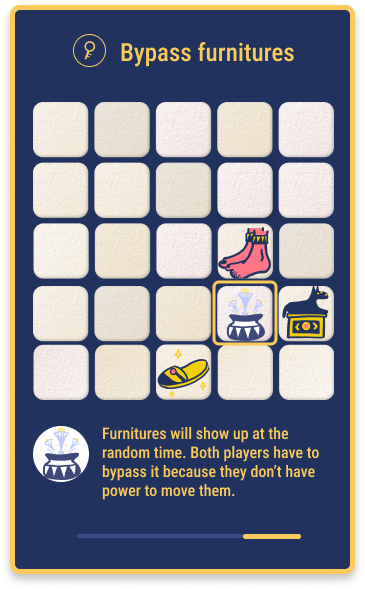 Bypass furnitures
Furnitures will show up at the
random time. Both players have to
bypass it because they don't have
power to move them.